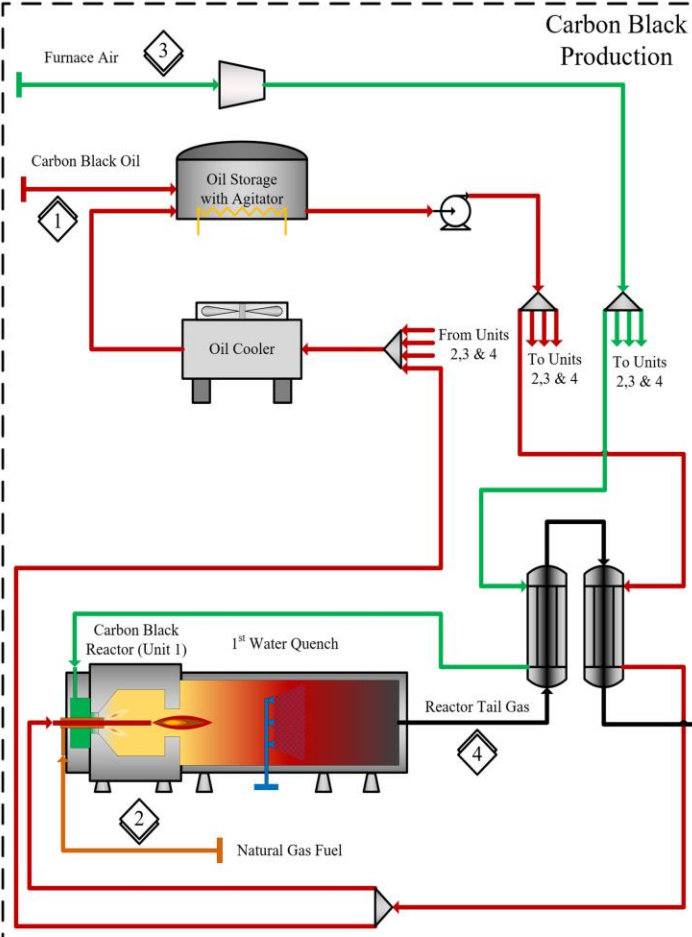 Carbon Black
Production
Furnace Air
3
Carbon Black Oil
1
Oil Storage
with Agitator
Oil Cooler
From Units
2,3 & 4
To Units
2,3 & 4
To Units
2,3 & 4
Carbon Black
Reactor (Unit 1)
1st Water Quench
Reactor Tail Gas
4
2
Natural Gas Fuel